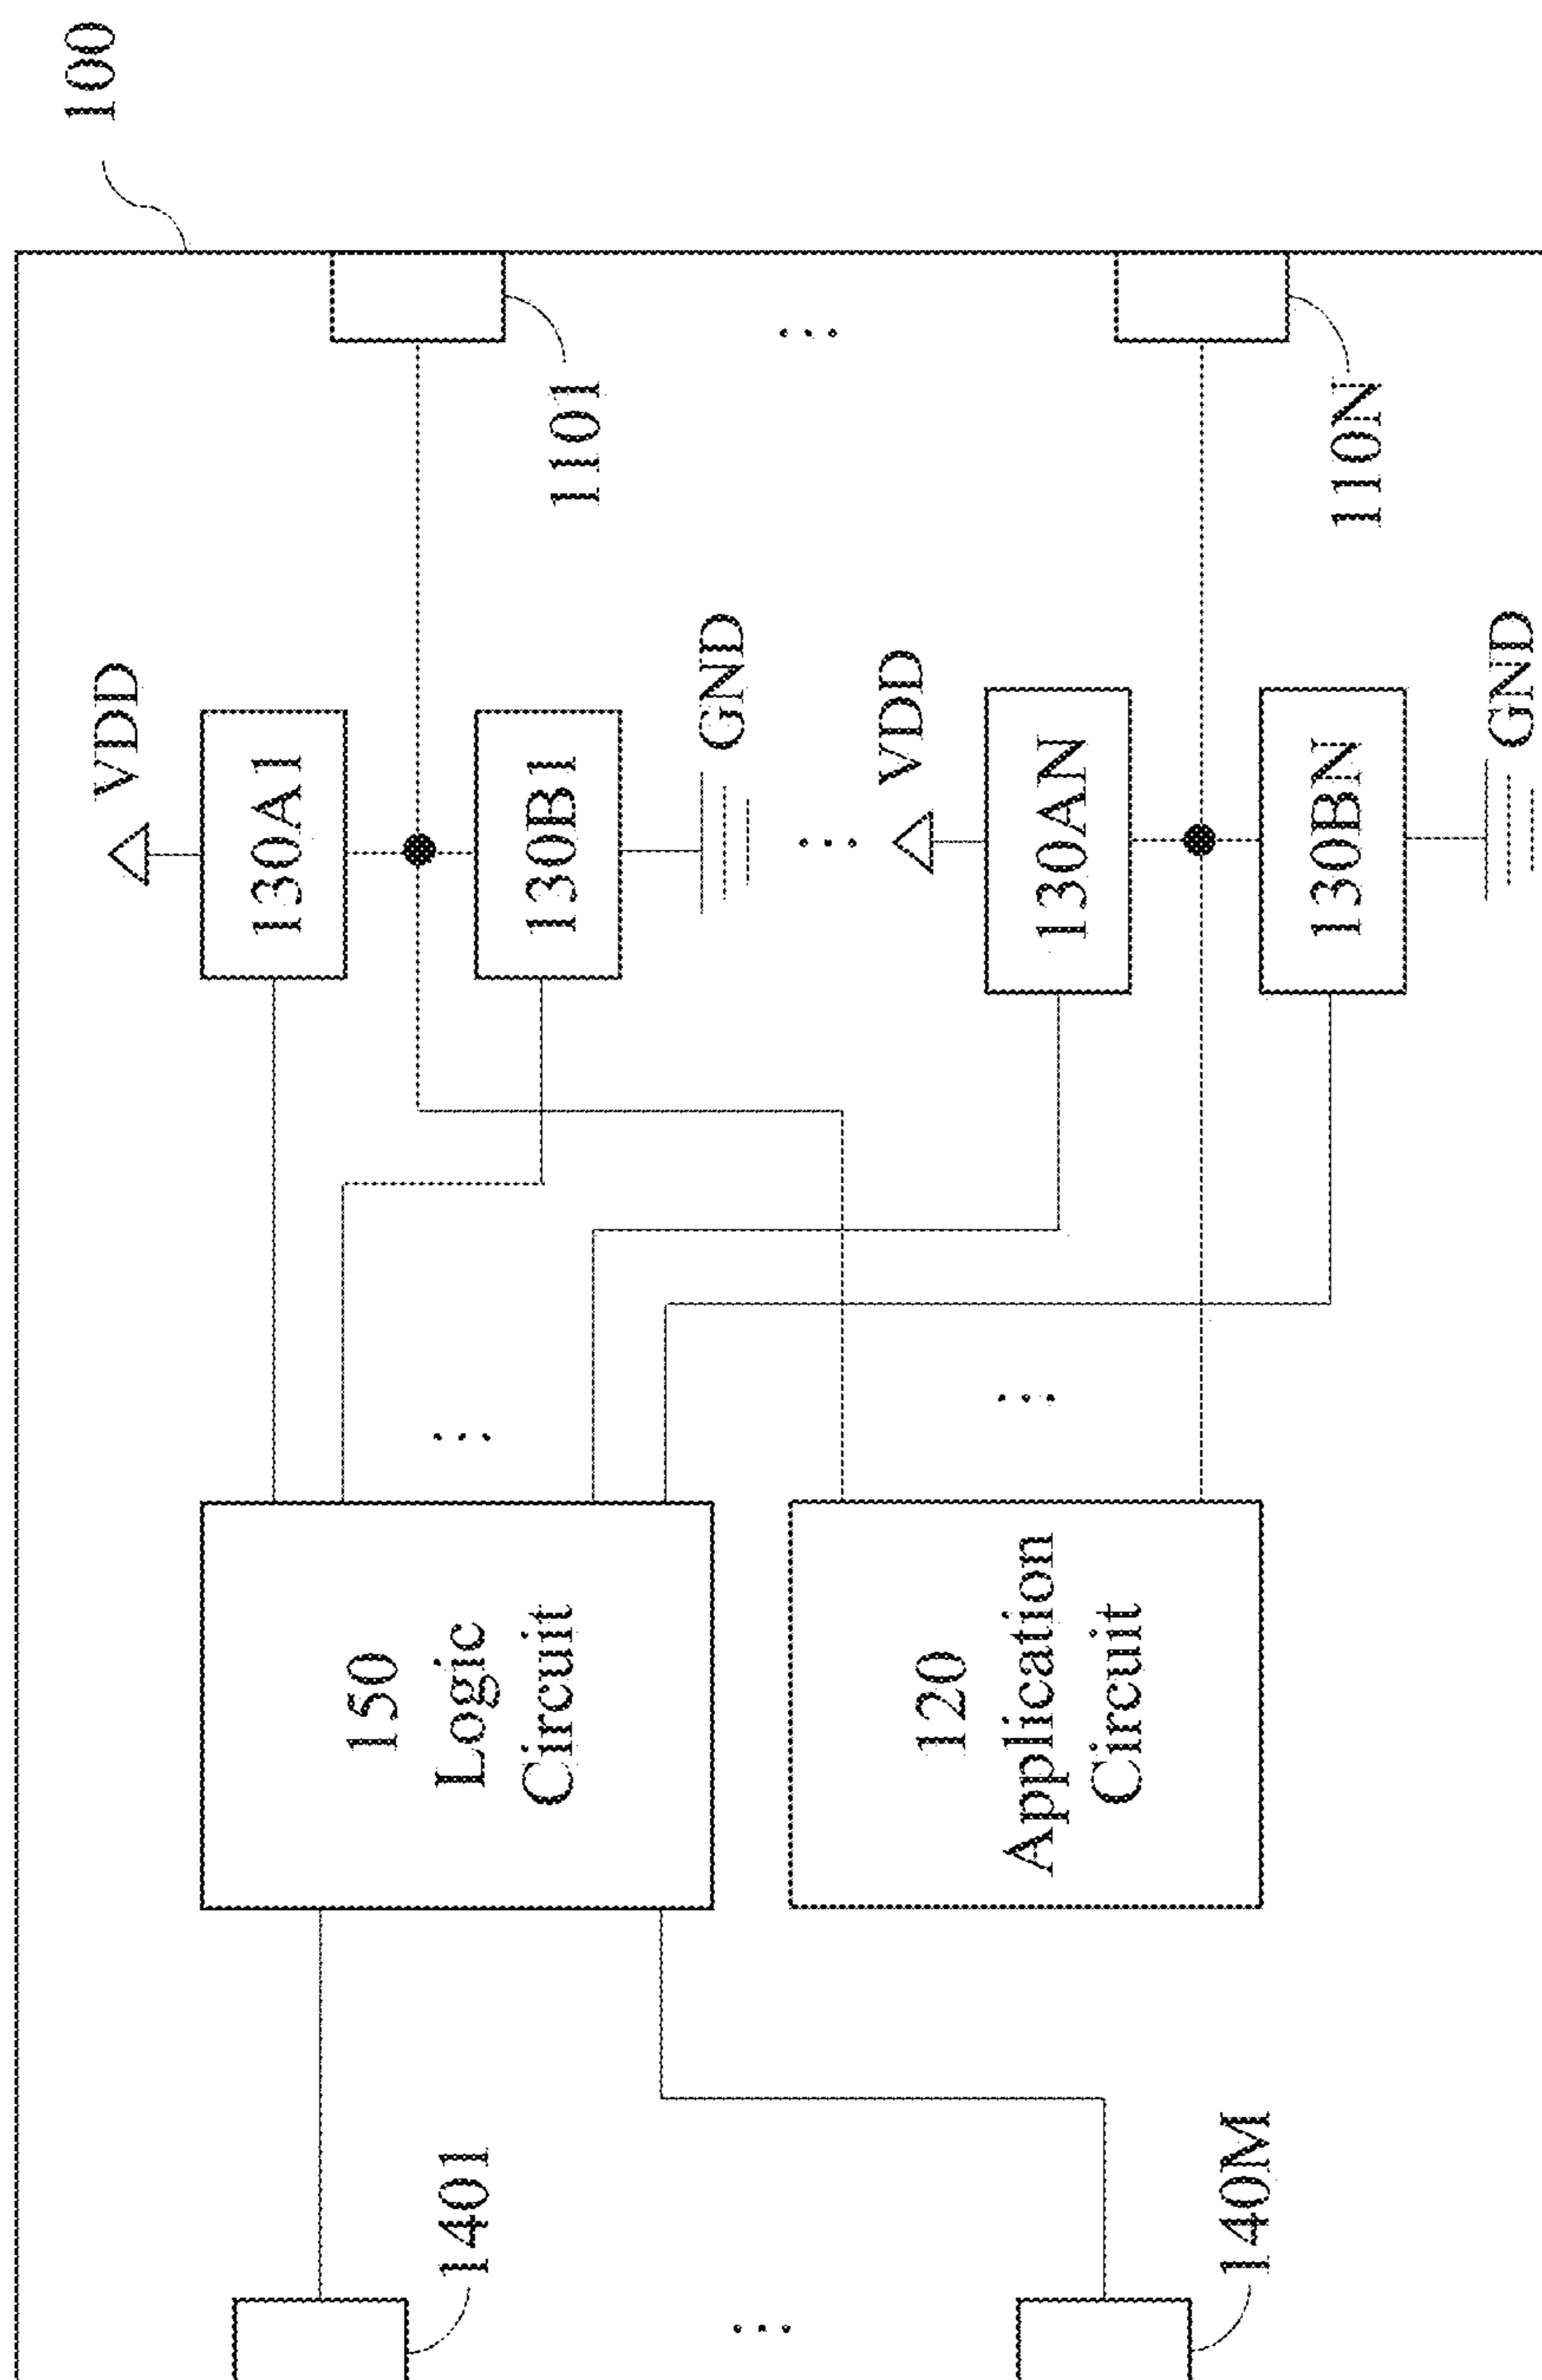 100
VDD
130A1
150
Logic
Circuit
1401
130B1
1101
GND
VDD
120
Application
Circuit
130AN
140M
130BN
110N
GND